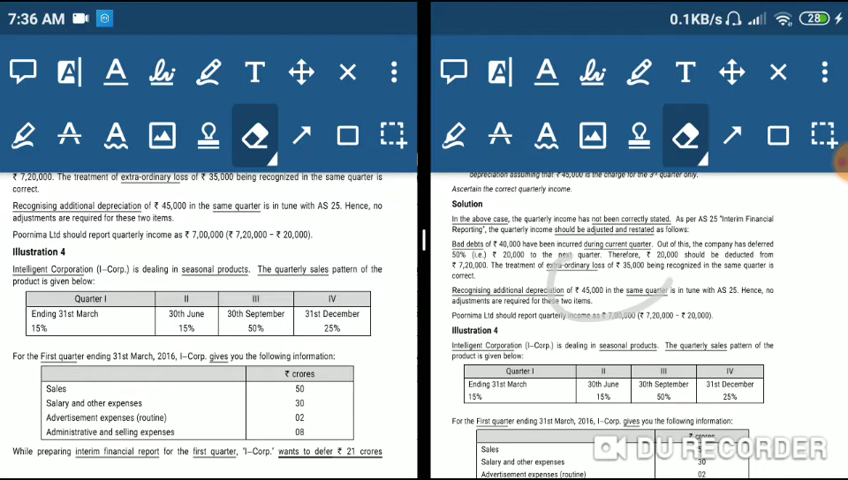 7:36 AM
0.1KB/s
28
₹ 7,20,000. The treatment of extra-ordinary loss of ₹ 35,000 being recognized in the same quarter is
correct.
Recognising additional depreciation of ₹ 45,000 in the same quarter is in tune with AS 25. Hence, no
adjustments are required for these two items.
Poornima Ltd should report quarterly income as ₹ 7,00,000 (₹ 7,20,000 – ₹ 20,000).
Illustration 4
Intelligent Corporation (I–Corp.) is dealing in seasonal products. The quarterly sales pattern of the
product is given below:
Quarter I II III IV
Ending 31st March 30th June 30th September 31st December
15% 15% 50% 25%
For the First quarter ending 31st March, 2016, I–Corp. gives you the following information:
₹ crores
Sales 50
Salary and other expenses 30
Advertisement expenses (routine) 02
Administrative and selling expenses 08
While preparing interim financial report for the first quarter, 'I–Corp.' wants to defer ₹ 21 crores
depreciation assuming that ₹ 45,000 is the charge for the 3rd quarter only.
Ascertain the correct quarterly income.
Solution
In the above case, the quarterly income has not been correctly stated. As per AS 25 "Interim Financial
Reporting", the quarterly income should be adjusted and restated as follows:
Bad debts of ₹ 40,000 have been incurred during current quarter. Out of this, the company has deferred
50% (i.e.) ₹ 20,000 to the next quarter. Therefore, ₹ 20,000 should be deducted from
₹ 7,20,000. The treatment of extra-ordinary loss of ₹ 35,000 being recognized in the same quarter is
correct.
Recognising additional depreciation of ₹ 45,000 in the same quarter is in tune with AS 25. Hence, no
adjustments are required for these two items.
Poornima Ltd should report quarterly income as ₹ 7,00,000 (₹ 7,20,000 – ₹ 20,000).
Illustration 4
Intelligent Corporation (I–Corp.) is dealing in seasonal products. The quarterly sales pattern of the
product is given below:
Quarter I II III IV
Ending 31st March 30th June 30th September 31st December
15% 15% 50% 25%
For the First quarter ending 31st March, 2016, I–Corp. gives you the following information:
₹ crores
Sales
Salary and other expenses 30
Advertisement expenses (routine) 02
DU RECORDER